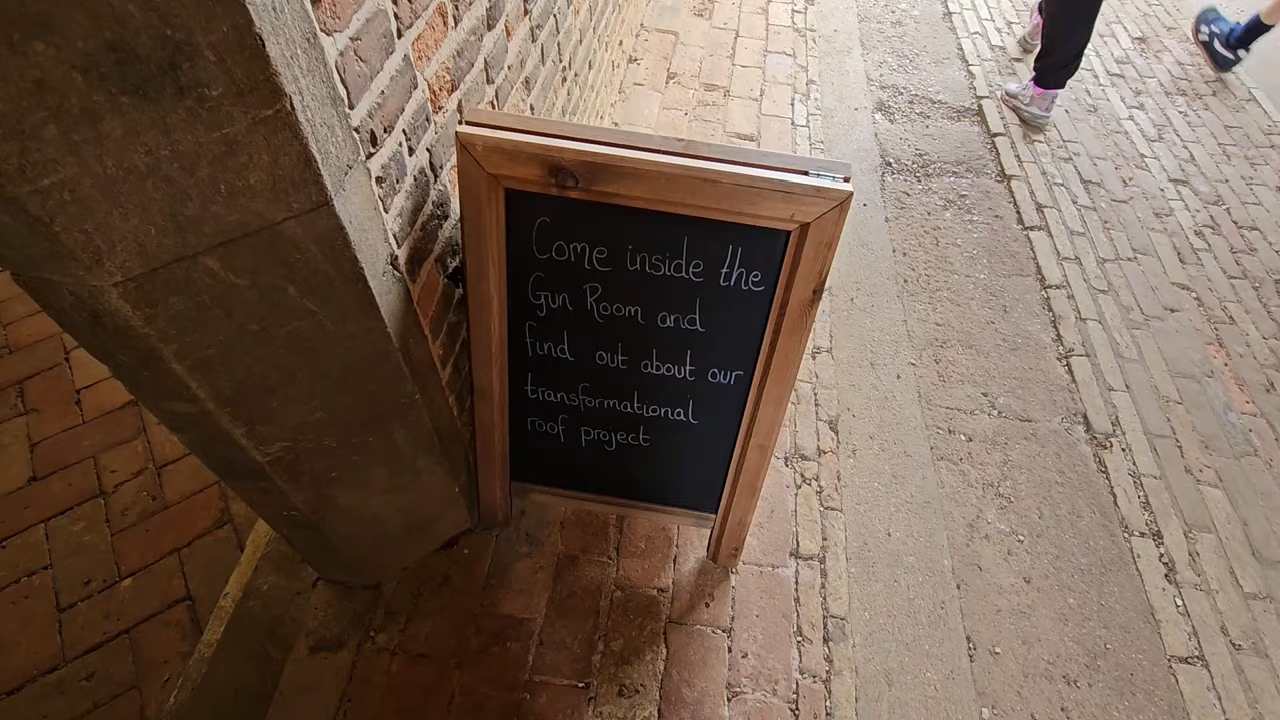 Come inside the
Gun Room and
find out about our
transformational
roof project